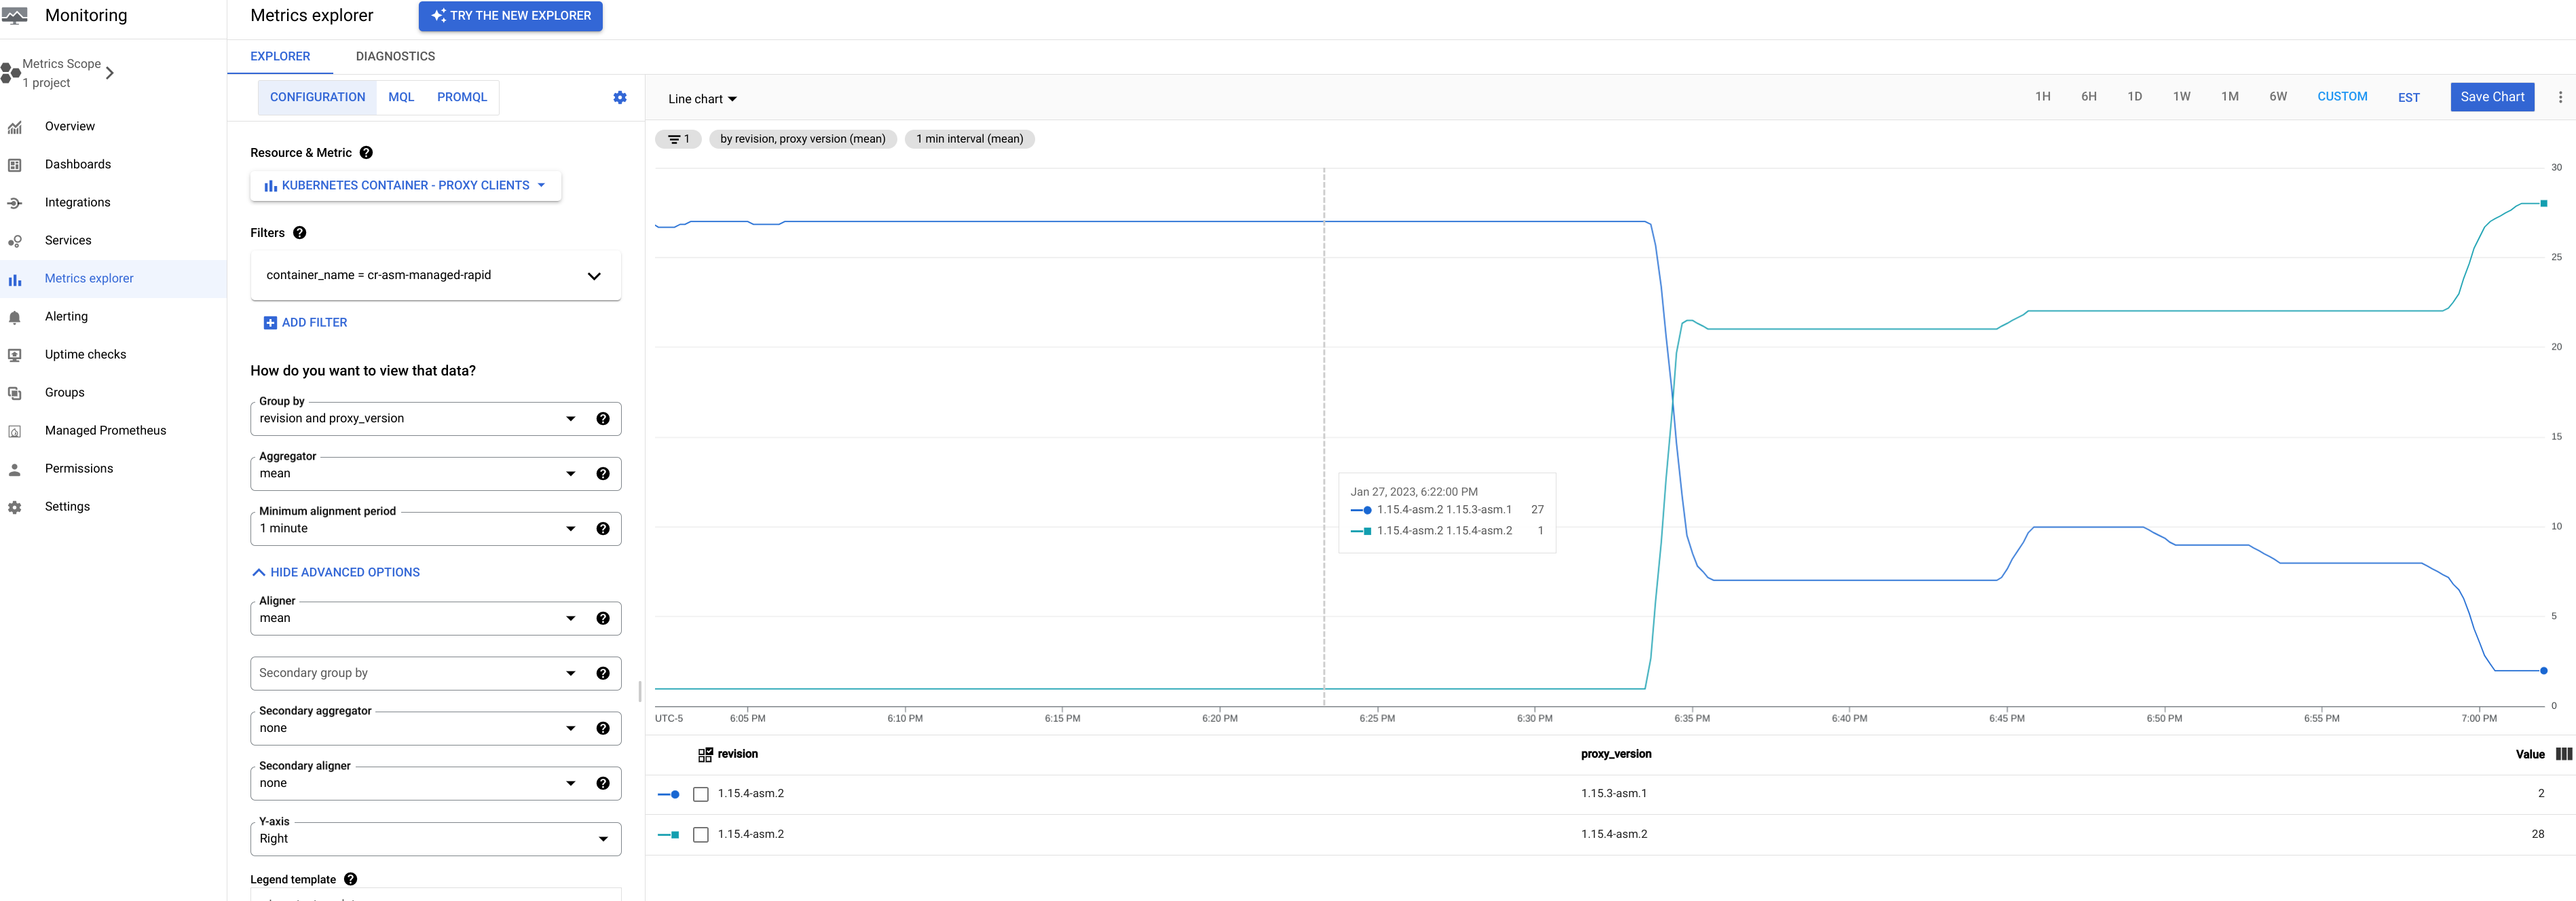 Monitoring
Metrics explorer
TRY THE NEW EXPLORER
Metrics Scope
1 project
Overview
Dashboards
Integrations
Services
Metrics explorer
Alerting
Uptime checks
Groups
Managed Prometheus
Permissions
Settings
EXPLORER DIAGNOSTICS
CONFIGURATION MQL PROMQL
Resource & Metric
KUBERNETES CONTAINER - PROXY CLIENTS
Filters
container_name = cr-asm-managed-rapid
ADD FILTER
How do you want to view that data?
Group by
revision and proxy_version
Aggregator
mean
Minimum alignment period
1 minute
HIDE ADVANCED OPTIONS
Aligner
mean
Secondary group by
Secondary aggregator
none
Secondary aligner
none
Y-axis
Right
Legend template
Line chart
1H 6H 1D 1W 1M 6W CUSTOM EST Save Chart
1 by revision, proxy version (mean) 1 min interval (mean)
30
25
20
15
10
5
0
Jan 27, 2023, 6:22:00 PM
1.15.4-asm.2 1.15.3-asm.1 27
1.15.4-asm.2 1.15.4-asm.2 1
UTC-5 6:05 PM 6:10 PM 6:15 PM 6:20 PM 6:25 PM 6:30 PM 6:35 PM 6:40 PM 6:45 PM 6:50 PM 6:55 PM 7:00 PM
revision proxy_version Value
1.15.4-asm.2 1.15.3-asm.1 2
1.15.4-asm.2 1.15.4-asm.2 28